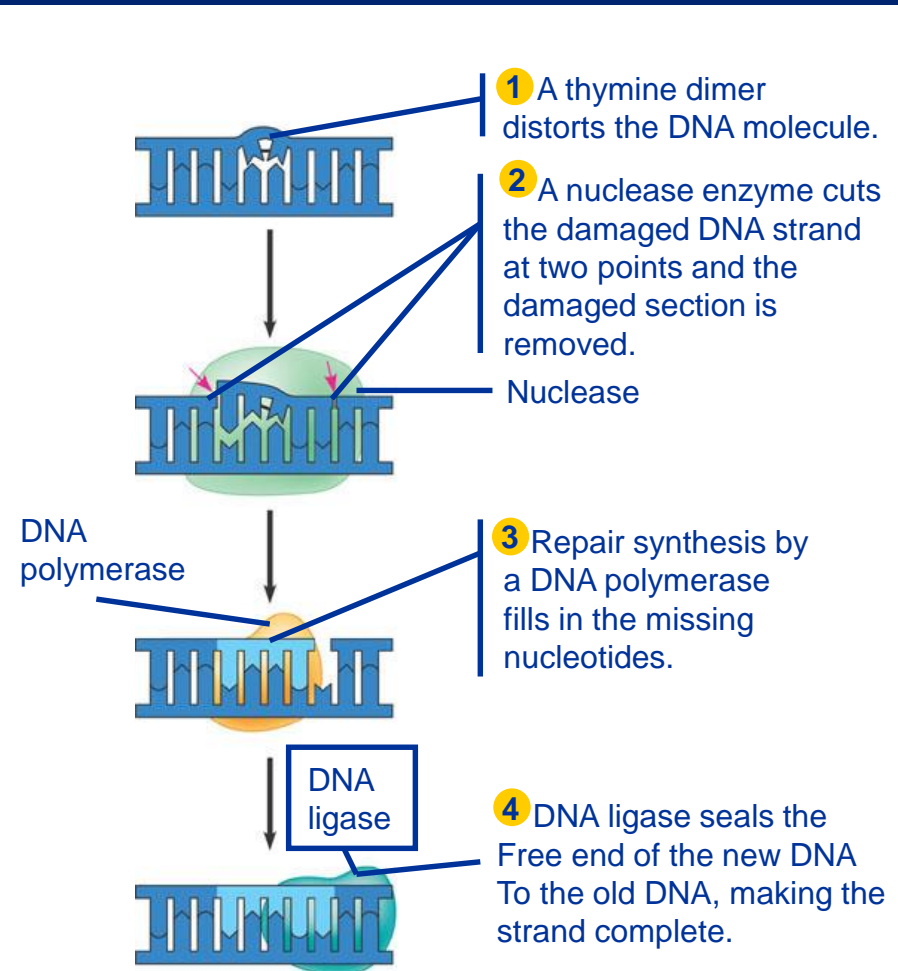 1 A thymine dimer
distorts the DNA molecule.
2 A nuclease enzyme cuts
the damaged DNA strand
at two points and the
damaged section is
removed.
Nuclease
DNA
polymerase
3 Repair synthesis by
a DNA polymerase
fills in the missing
nucleotides.
DNA
ligase
4 DNA ligase seals the
Free end of the new DNA
To the old DNA, making the
strand complete.